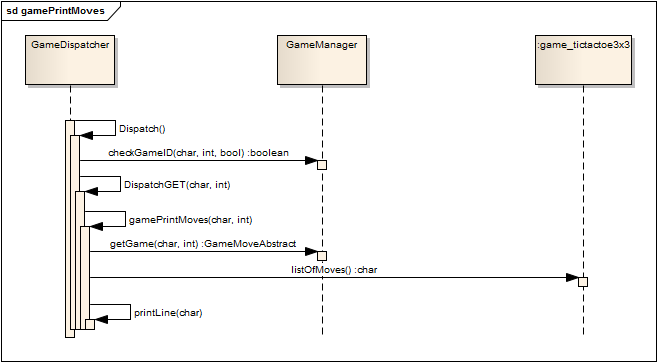 sd gamePrintMoves
GameDispatcher
GameManager
:game_tictactoe3x3
Dispatch()
checkGameID(char, int, bool) :boolean
DispatchGET(char, int)
gamePrintMoves(char, int)
getGame(char, int) :GameMoveAbstract
listOfMoves() :char
printLine(char)